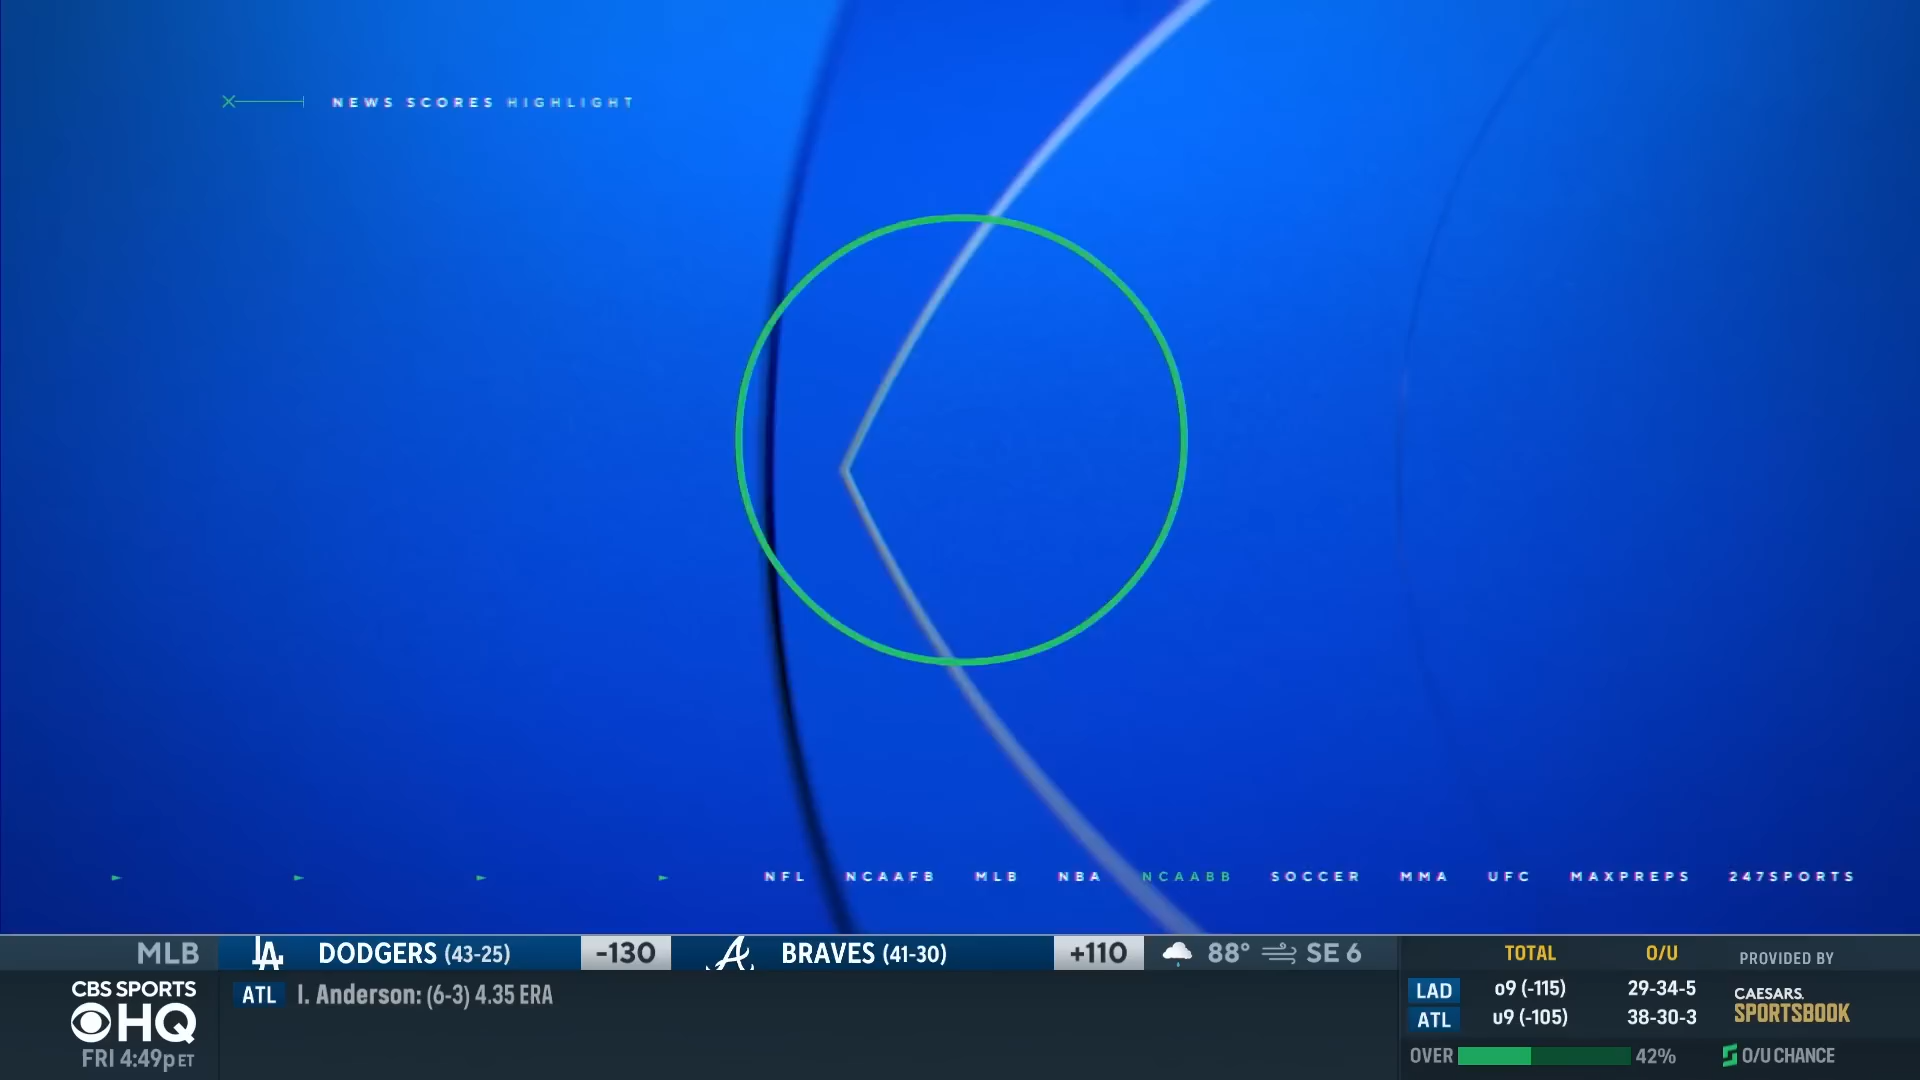 NEWS SCORES HIGHLIGHT
NFL NCAAFB MLB NBA NCAABB SOCCER MMA UFC MAXPREPS 247SPORTS
MLB LA DODGERS (43-25) -130 A BRAVES (41-30) +110 88° SE 6
TOTAL O/U PROVIDED BY
CBS SPORTS
HQ
FRI 4:49p ET
ATL I. Anderson: (6-3) 4.35 ERA
LAD o9 (-115) 29-34-5
ATL u9 (-105) 38-30-3
CAESARS
SPORTSBOOK
OVER 42% O/U CHANCE